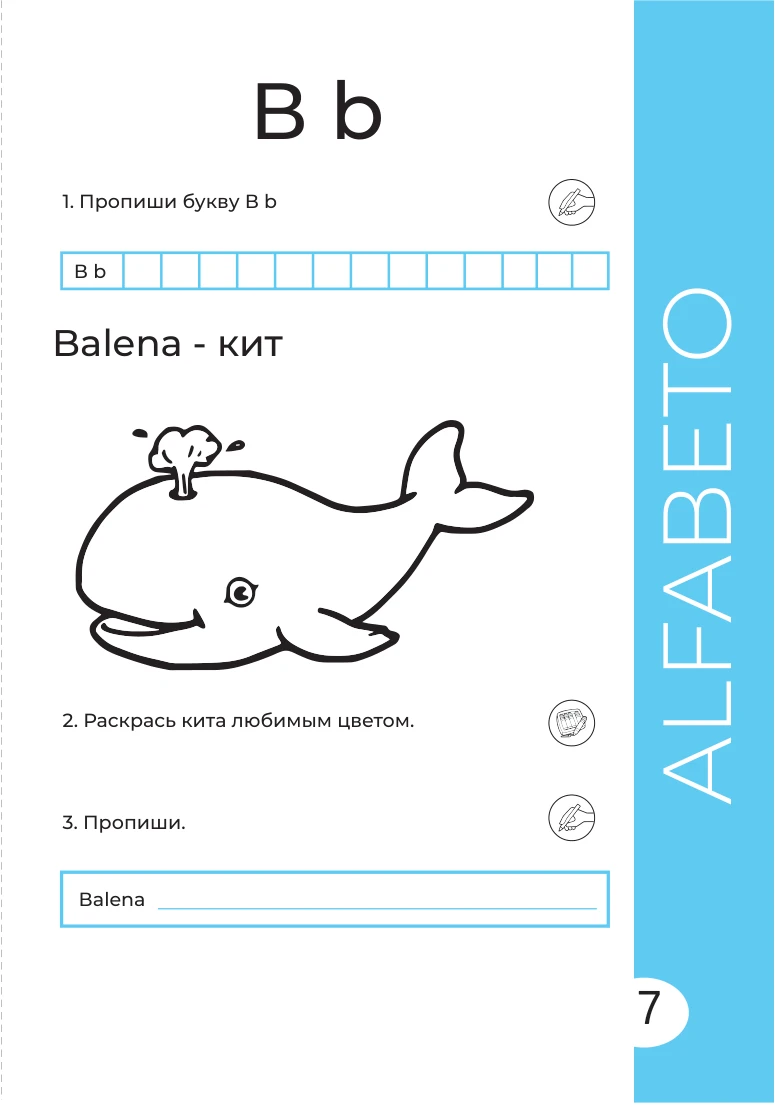 B b
1. Пропиши букву B b
B b
Balena - кит
2. Раскрась кита любимым цветом.
3. Пропиши.
Balena
ALFABETO
7